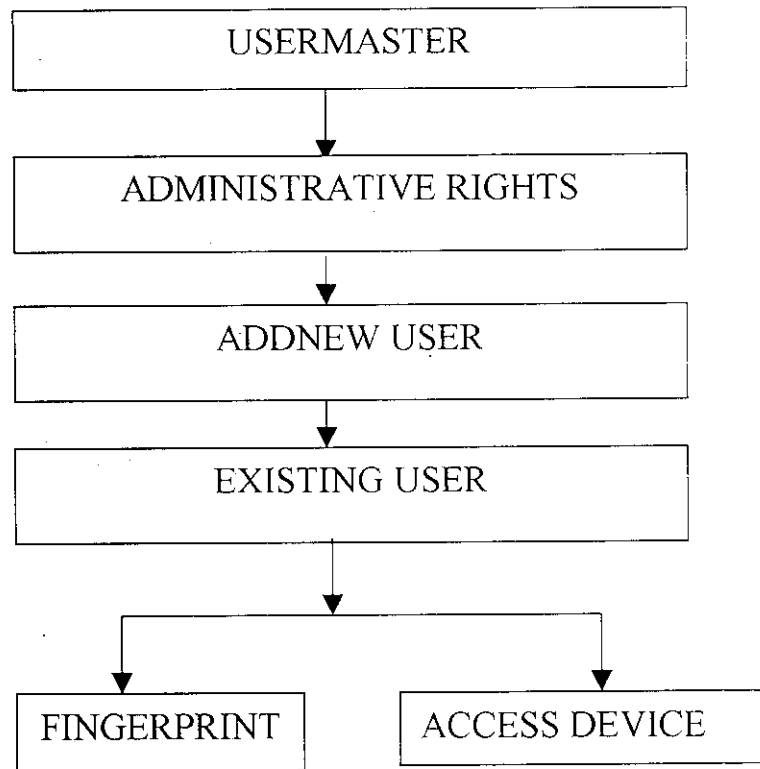 USERMASTER
ADMINISTRATIVE RIGHTS
ADDNEW USER
EXISTING USER
FINGERPRINT
ACCESS DEVICE